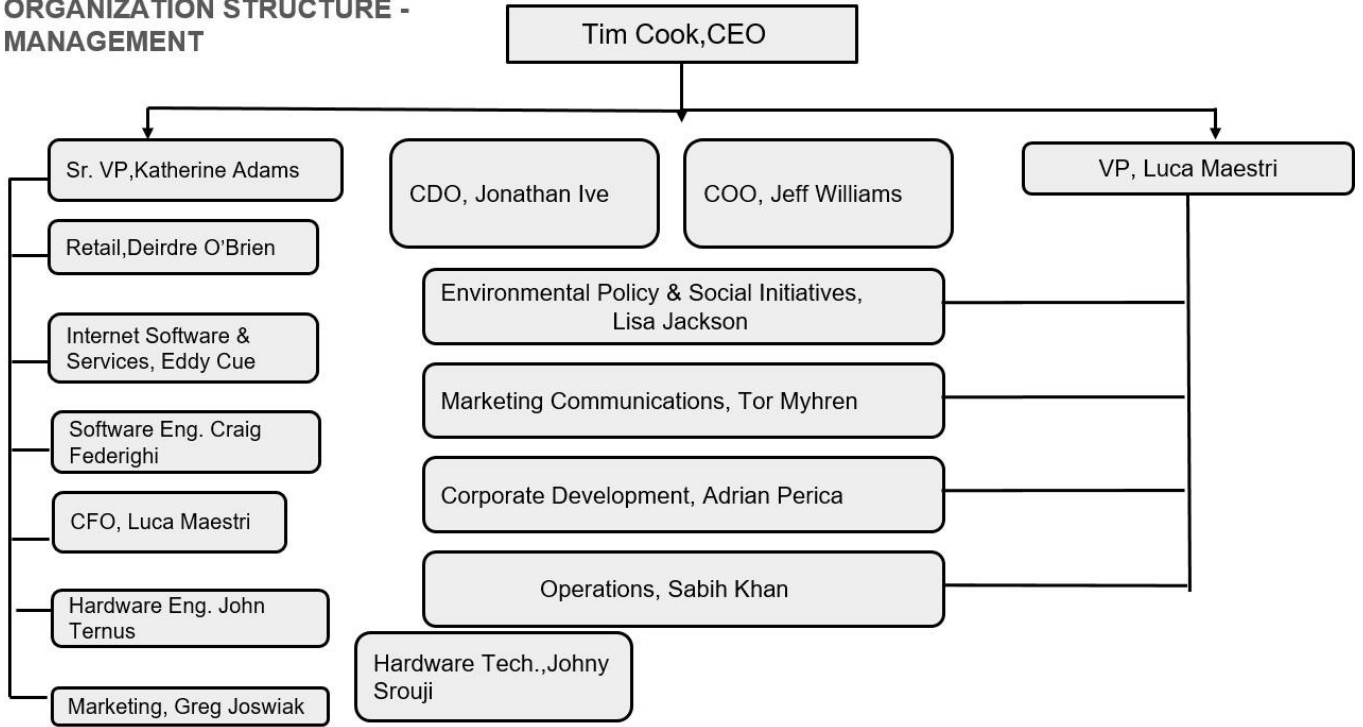 ORGANIZATION STRUCTURE -
MANAGEMENT
Tim Cook,CEO
Sr. VP,Katherine Adams
Retail,Deirdre O’Brien
Internet Software &
Services, Eddy Cue
Software Eng. Craig
Federighi
CFO, Luca Maestri
Hardware Eng. John
Ternus
Marketing, Greg Joswiak
CDO, Jonathan Ive
COO, Jeff Williams
VP, Luca Maestri
Environmental Policy & Social Initiatives,
Lisa Jackson
Marketing Communications, Tor Myhren
Corporate Development, Adrian Perica
Operations, Sabih Khan
Hardware Tech.,Johny
Srouji